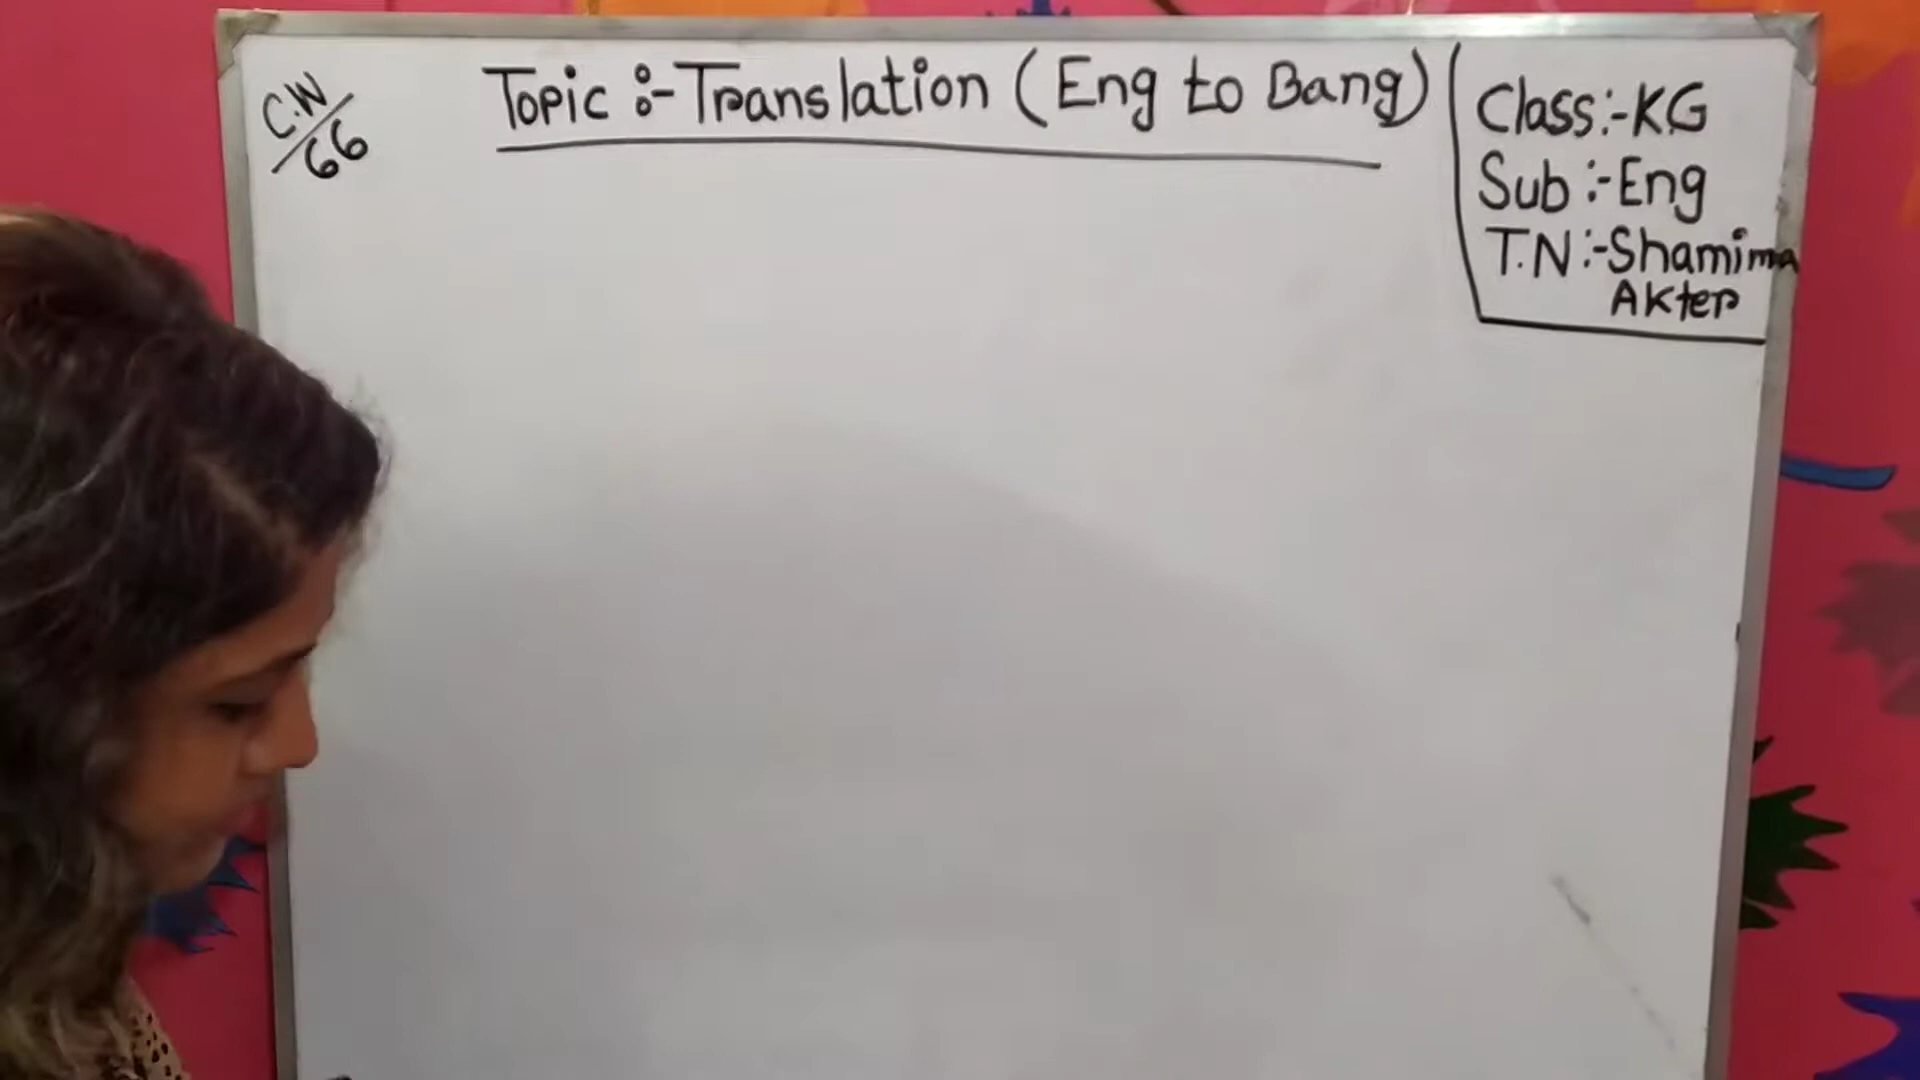 C.W/66
Topic :- Translation (Eng to Bang)
Class:-KG
Sub :-Eng
T.N :-Shamima
Akter